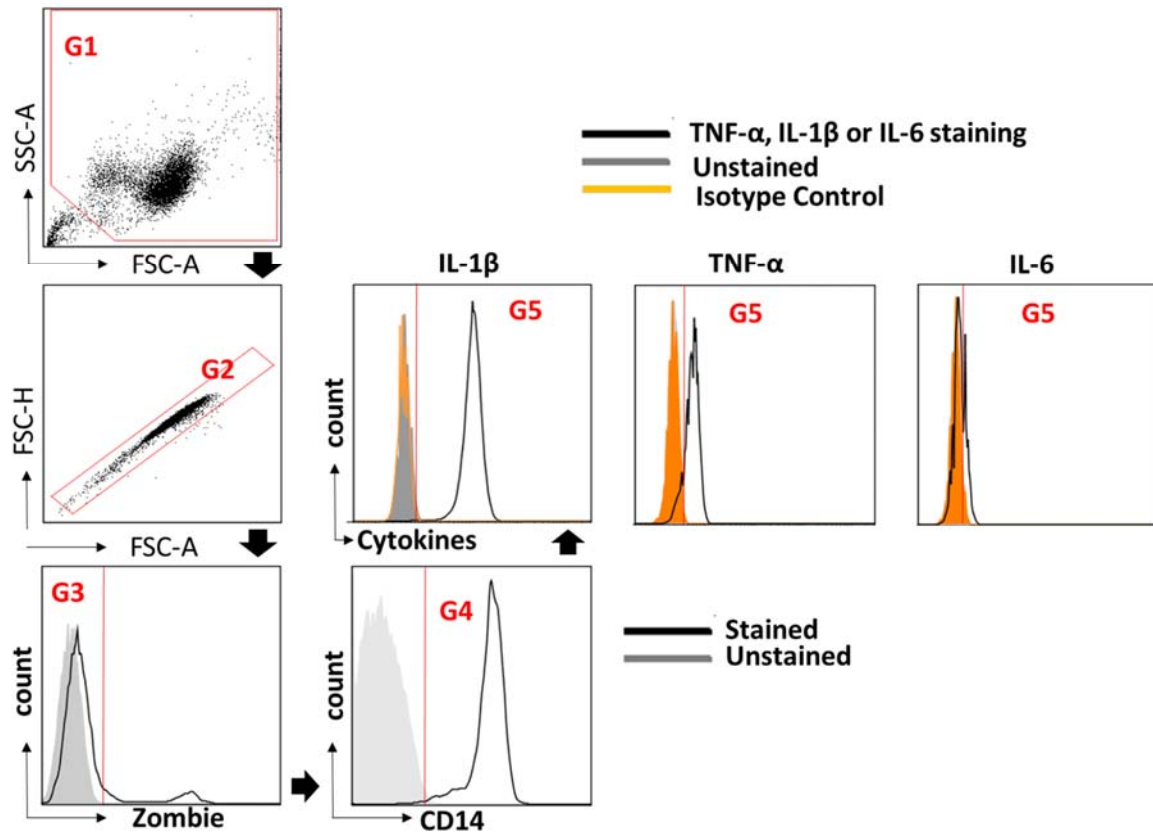 G1
SSC-A
FSC-A
TNF-α, IL-1β or IL-6 staining
Unstained
Isotype Control
G2
FSC-H
FSC-A
IL-1β
G5
count
Cytokines
TNF-α
G5
IL-6
G5
G3
count
Zombie
G4
count
CD14
Stained
Unstained